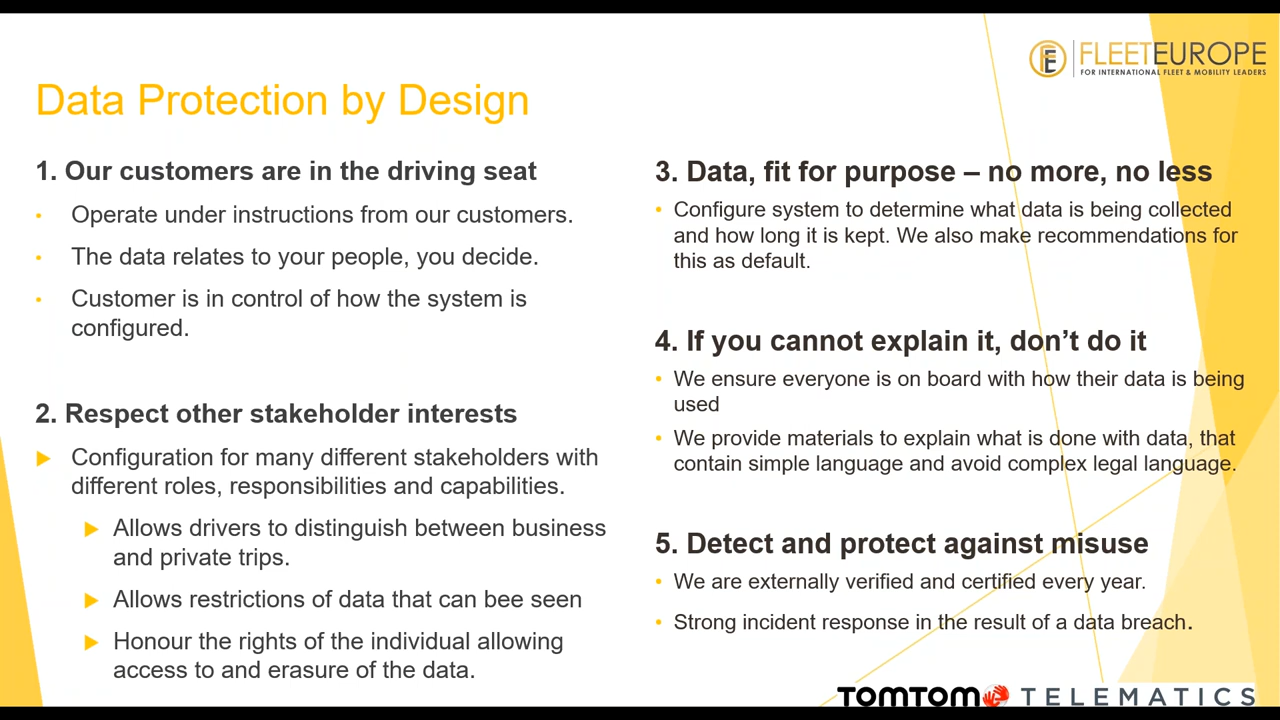 FLEETEUROPE
FOR INTERNATIONAL FLEET & MOBILITY LEADERS
Data Protection by Design
1. Our customers are in the driving seat
• Operate under instructions from our customers.
• The data relates to your people, you decide.
• Customer is in control of how the system is
configured.
2. Respect other stakeholder interests
Configuration for many different stakeholders with
different roles, responsibilities and capabilities.
Allows drivers to distinguish between business
and private trips.
Allows restrictions of data that can bee seen
Honour the rights of the individual allowing
access to and erasure of the data.
3. Data, fit for purpose – no more, no less
• Configure system to determine what data is being collected
and how long it is kept. We also make recommendations for
this as default.
4. If you cannot explain it, don’t do it
• We ensure everyone is on board with how their data is being
used
• We provide materials to explain what is done with data, that
contain simple language and avoid complex legal language.
5. Detect and protect against misuse
• We are externally verified and certified every year.
• Strong incident response in the result of a data breach.
TOMTOM TELEMATICS